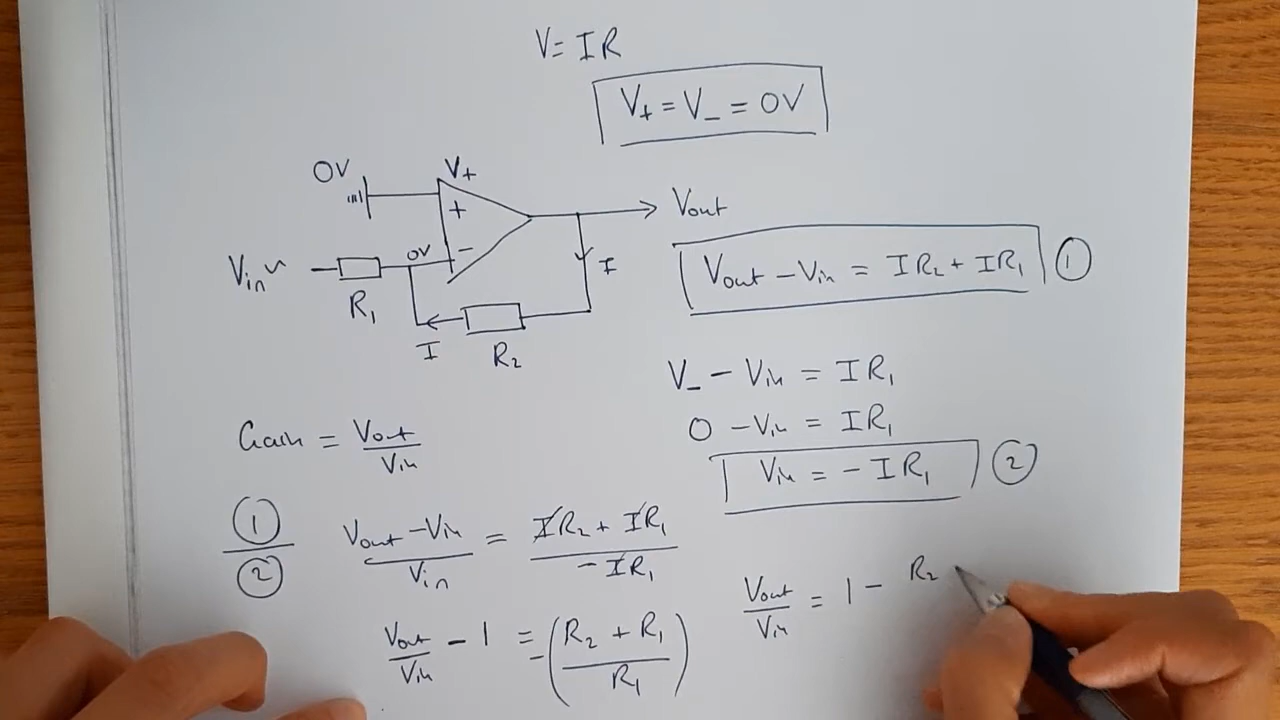 V = IR
V₊ = V₋ = 0V
0V V₊
+
Vout
Vin ~ 0V −
I
R₁
I R₂
Vout − Vin = IR₂ + IR₁ ①
V₋ − Vin = IR₁
0 − Vin = IR₁
Vin = − IR₁ ②
Gain = Vout / Vin
① / ② (Vout − Vin) / Vin = (IR₂ + IR₁) / − IR₁
Vout / Vin − 1 = − ( (R₂ + R₁) / R₁ )
Vout / Vin = 1 − R₂